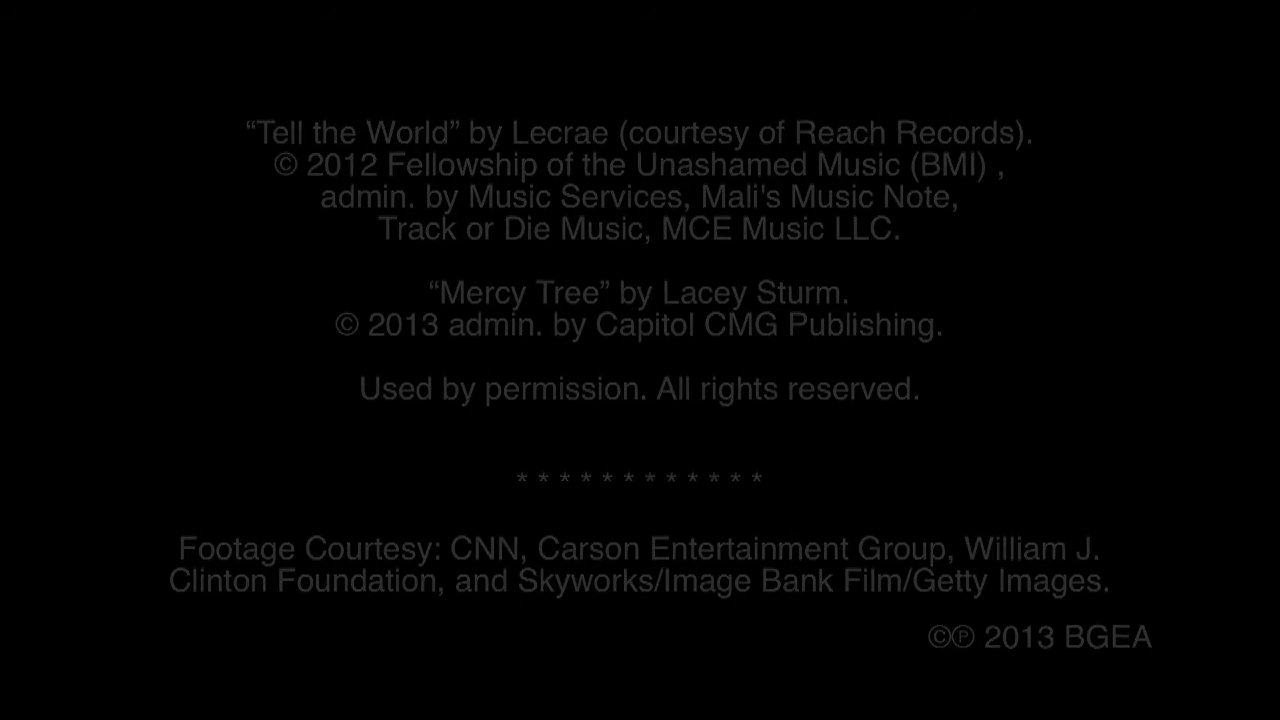 “Tell the World” by Lecrae (courtesy of Reach Records).
© 2012 Fellowship of the Unashamed Music (BMI) ,
admin. by Music Services, Mali's Music Note,
Track or Die Music, MCE Music LLC.
“Mercy Tree” by Lacey Sturm.
© 2013 admin. by Capitol CMG Publishing.
Used by permission. All rights reserved.
* * * * * * * * * * * *
Footage Courtesy: CNN, Carson Entertainment Group, William J.
Clinton Foundation, and Skyworks/Image Bank Film/Getty Images.
©℗ 2013 BGEA